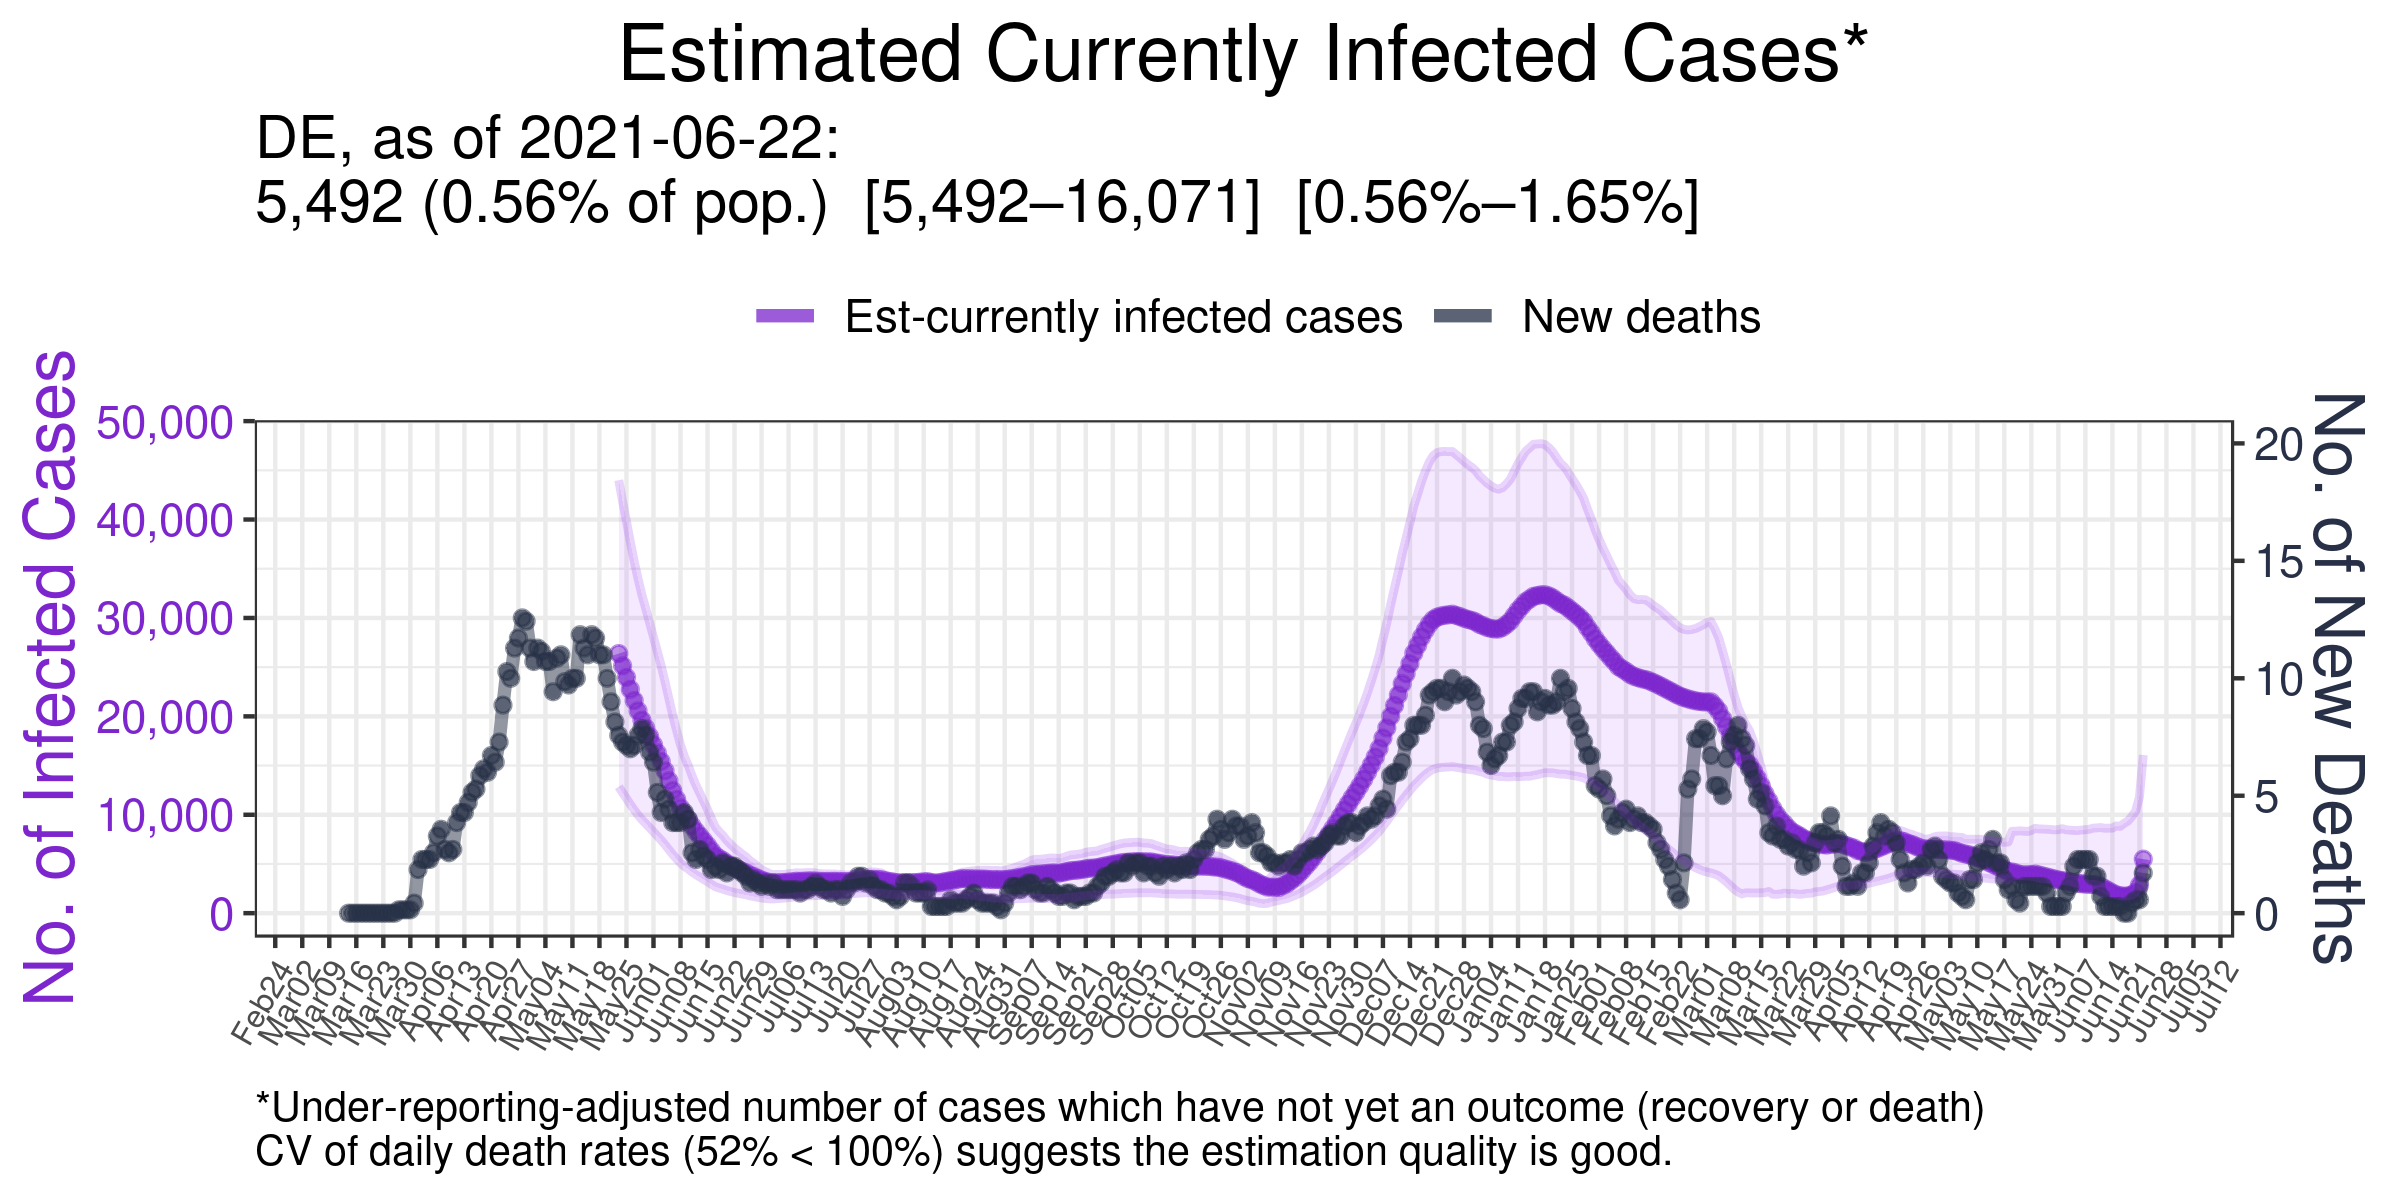 Estimated Currently Infected Cases*
DE, as of 2021-06-22:
5,492 (0.56% of pop.) [5,492–16,071] [0.56%–1.65%]
Est-currently infected cases
New deaths
No. of Infected Cases
50,000
40,000
30,000
20,000
10,000
0
20
15
10
5
0
No. of New Deaths
Feb24
Mar02
Mar09
Mar16
Mar23
Mar30
Apr06
Apr13
Apr20
Apr27
May04
May11
May18
May25
Jun01
Jun08
Jun15
Jun22
Jun29
Jul06
Jul13
Jul20
Jul27
Aug03
Aug10
Aug17
Aug24
Aug31
Sep07
Sep14
Sep21
Sep28
Oct05
Oct12
Oct19
Oct26
Nov02
Nov09
Nov16
Nov23
Nov30
Dec07
Dec14
Dec21
Dec28
Jan04
Jan11
Jan18
Jan25
Feb01
Feb08
Feb15
Feb22
Mar01
Mar08
Mar15
Mar22
Mar29
Apr05
Apr12
Apr19
Apr26
May03
May10
May17
May24
May31
Jun07
Jun14
Jun21
Jun28
Jul05
Jul12
*Under-reporting-adjusted number of cases which have not yet an outcome (recovery or death)
CV of daily death rates (52% < 100%) suggests the estimation quality is good.